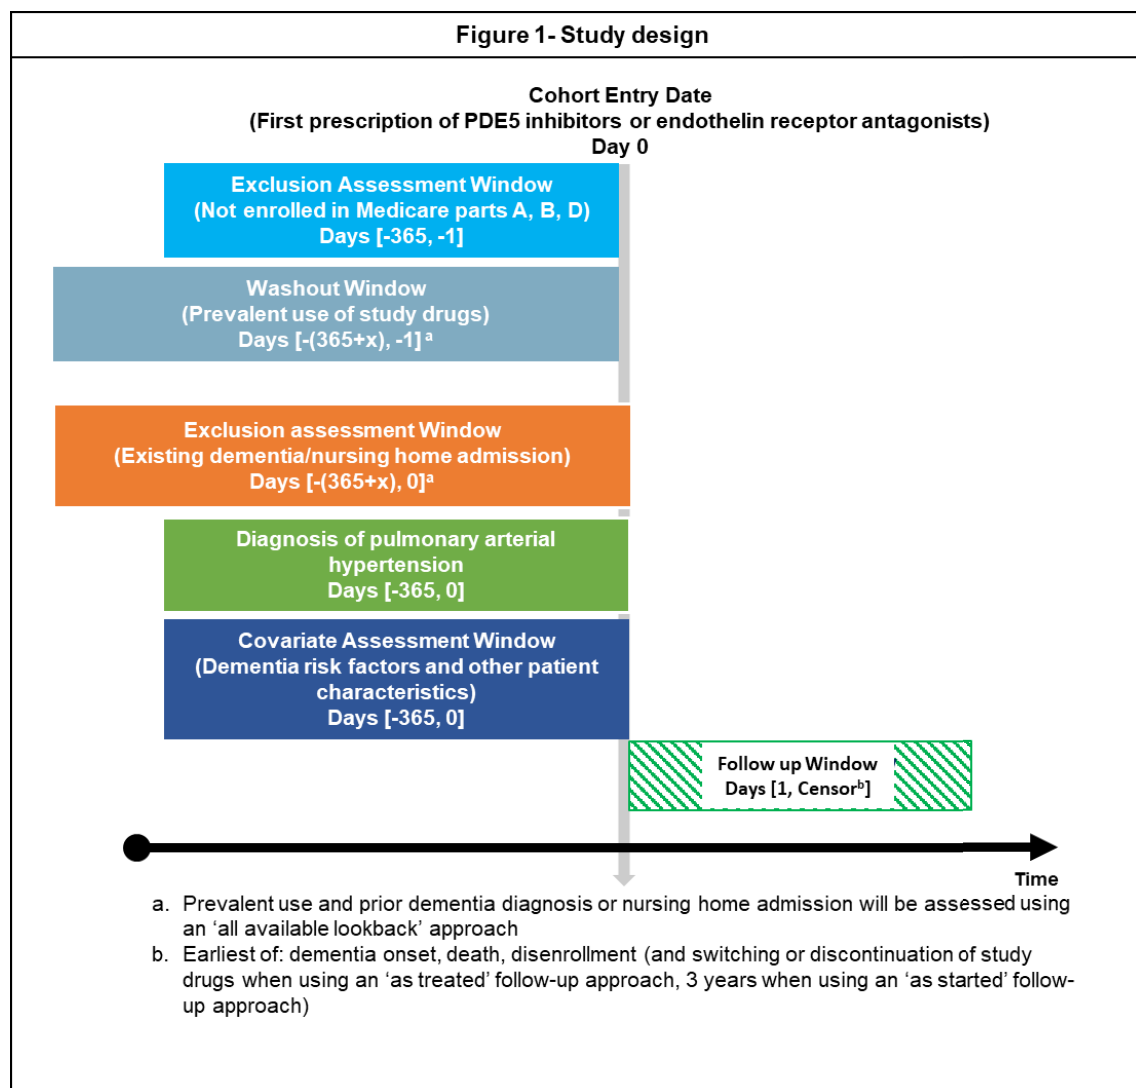 Figure 1- Study design
Cohort Entry Date
(First prescription of PDE5 inhibitors or endothelin receptor antagonists)
Day 0
Exclusion Assessment Window
(Not enrolled in Medicare parts A, B, D)
Days [-365, -1]
Washout Window
(Prevalent use of study drugs)
Days [-(365+x), -1] a
Exclusion assessment Window
(Existing dementia/nursing home admission)
Days [-(365+x), 0]a
Diagnosis of pulmonary arterial
hypertension
Days [-365, 0]
Covariate Assessment Window
(Dementia risk factors and other patient
characteristics)
Days [-365, 0]
Follow up Window
Days [1, Censorb]
Time
a. Prevalent use and prior dementia diagnosis or nursing home admission will be assessed using
an ‘all available lookback’ approach
b. Earliest of: dementia onset, death, disenrollment (and switching or discontinuation of study
drugs when using an ‘as treated’ follow-up approach, 3 years when using an ‘as started’ follow-
up approach)